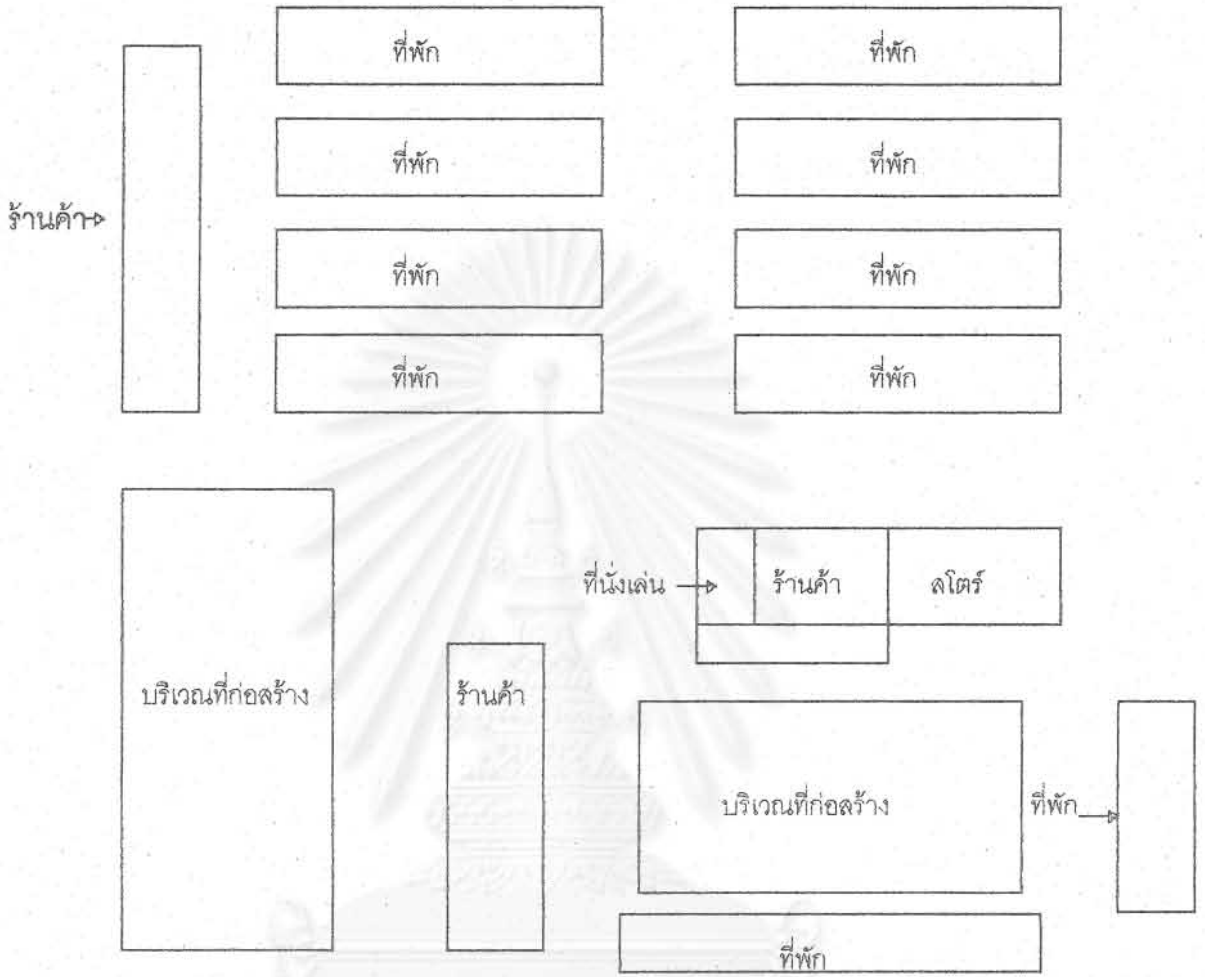 ที่พัก ที่พัก
ที่พัก ที่พัก
ร้านค้า
ที่พัก ที่พัก
ที่พัก ที่พัก
ที่นั่งเล่น ร้านค้า สโตร์
บริเวณที่ก่อสร้าง ร้านค้า
บริเวณที่ก่อสร้าง ที่พัก
ที่พัก